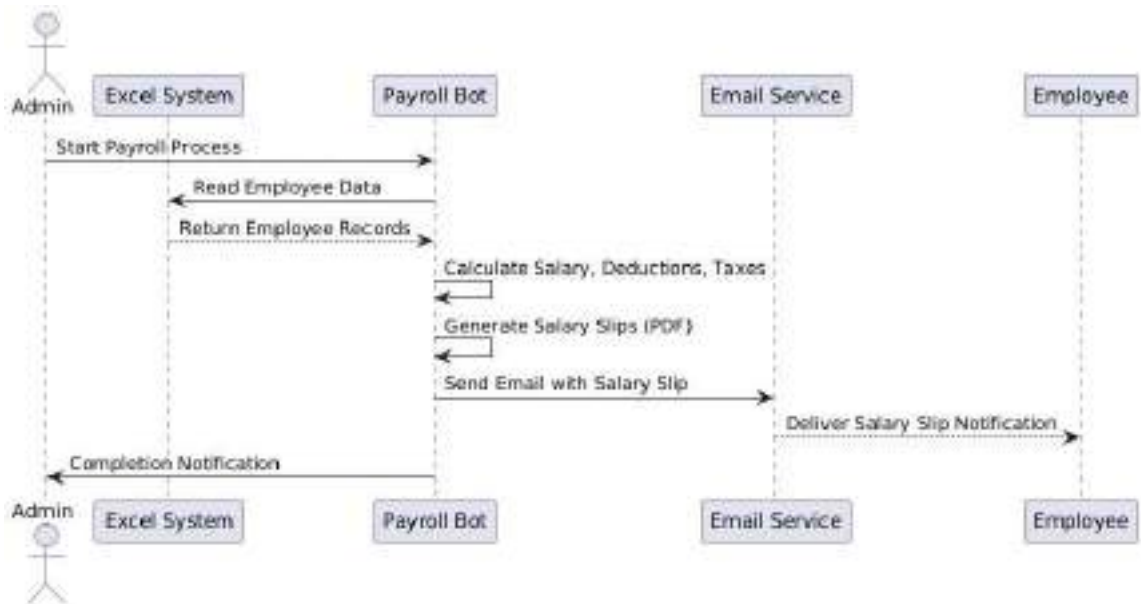 Admin
Excel System
Payroll Bot
Email Service
Employee
Start Payroll Process
Read Employee Data
Return Employee Records
Calculate Salary, Deductions, Taxes
Generate Salary Slips (PDF)
Send Email with Salary Slip
Deliver Salary Slip Notification
Completion Notification
Admin
Excel System
Payroll Bot
Email Service
Employee